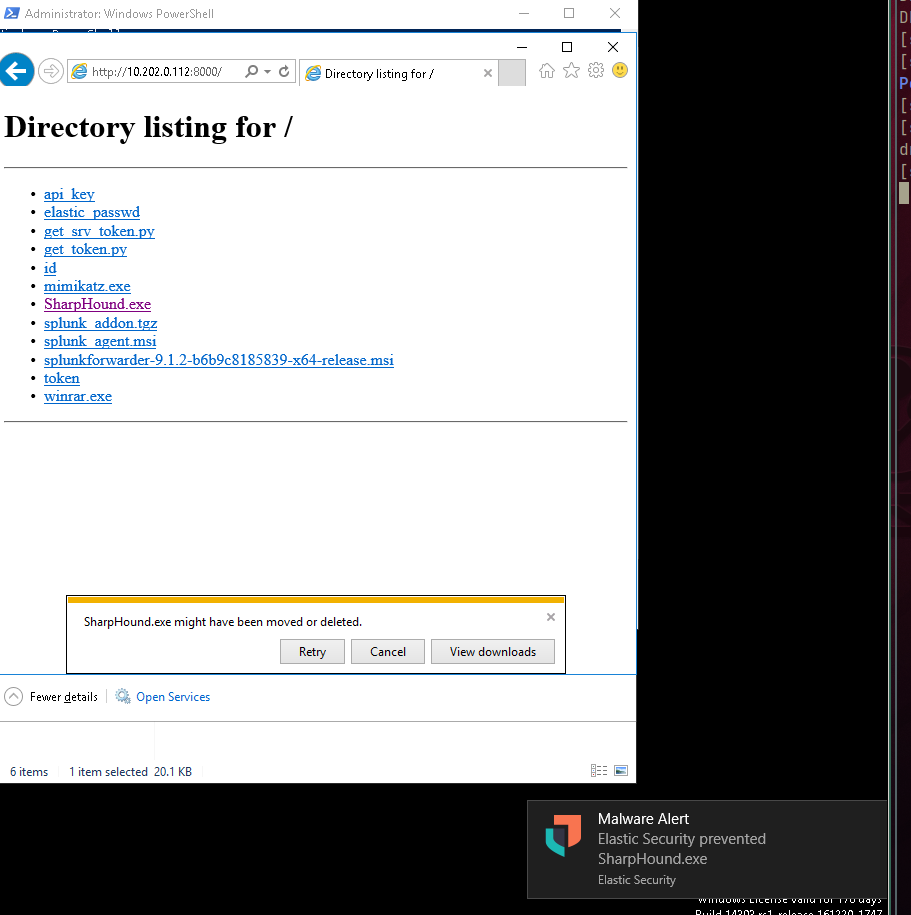 Administrator: Windows PowerShell
http://10.202.0.112:8000/
Directory listing for /
Directory listing for /
api_key
elastic_passwd
get_srv_token.py
get_token.py
id
mimikatz.exe
SharpHound.exe
splunk_addon.tgz
splunk_agent.msi
splunkforwarder-9.1.2-b6b9c8185839-x64-release.msi
token
winrar.exe
SharpHound.exe might have been moved or deleted.
Retry Cancel View downloads
Fewer details Open Services
6 items 1 item selected 20.1 KB
Malware Alert
Elastic Security prevented
SharpHound.exe
Elastic Security
Windows License valid for 176 days
Build 14393.rs1_release.161220-1747